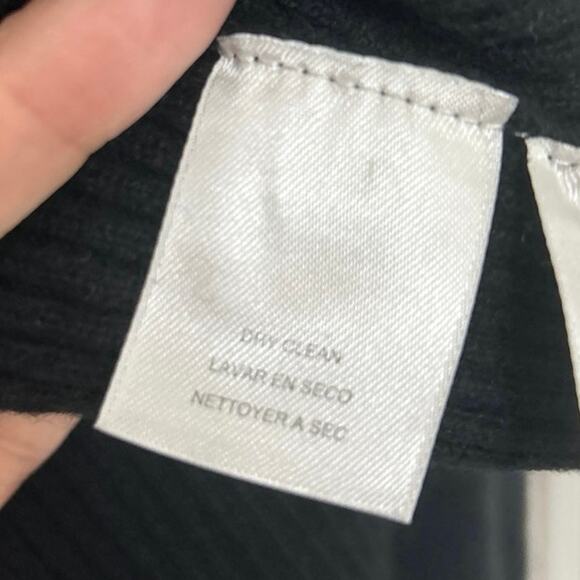 DRY CLEAN
LAVAR EN SECO
NETTOYER A SEC